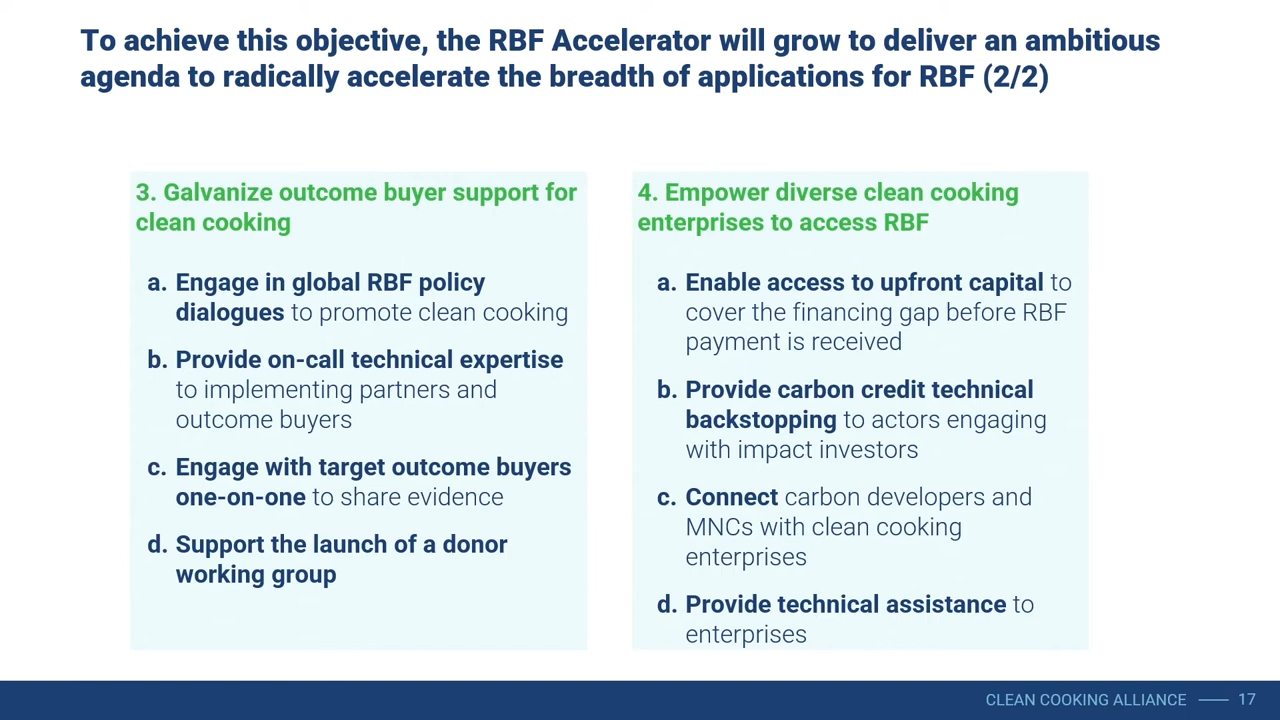 To achieve this objective, the RBF Accelerator will grow to deliver an ambitious
agenda to radically accelerate the breadth of applications for RBF (2/2)
3. Galvanize outcome buyer support for
clean cooking
a. Engage in global RBF policy
dialogues to promote clean cooking
b. Provide on-call technical expertise
to implementing partners and
outcome buyers
c. Engage with target outcome buyers
one-on-one to share evidence
d. Support the launch of a donor
working group
4. Empower diverse clean cooking
enterprises to access RBF
a. Enable access to upfront capital to
cover the financing gap before RBF
payment is received
b. Provide carbon credit technical
backstopping to actors engaging
with impact investors
c. Connect carbon developers and
MNCs with clean cooking
enterprises
d. Provide technical assistance to
enterprises
CLEAN COOKING ALLIANCE 17